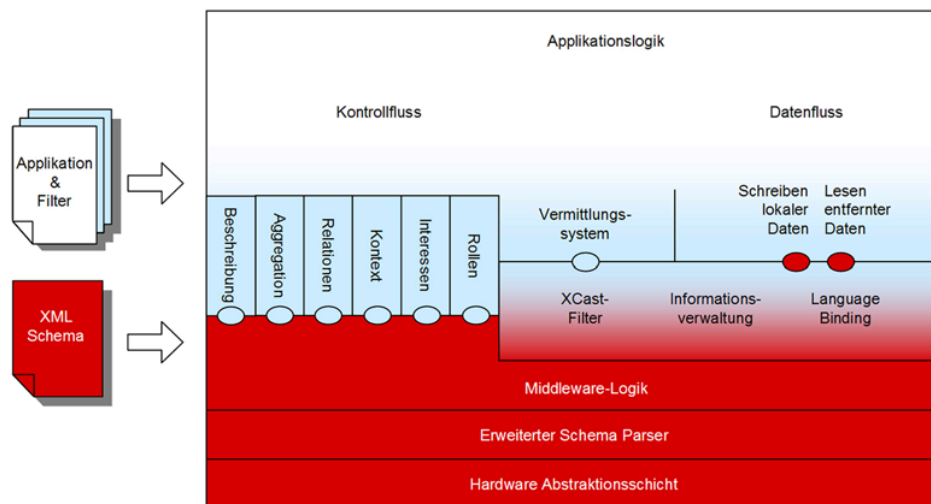 Applikationslogik
Kontrollfluss
Datenfluss
Applikation
&
Filter
Beschreibung
Aggregation
Relationen
Kontext
Interessen
Rollen
Vermittlungs-
system
Schreiben
lokaler
Daten
Lesen
entfernter
Daten
XML
Schema
XCast-
Filter
Informations-
verwaltung
Language
Binding
Middleware-Logik
Erweiterter Schema Parser
Hardware Abstraktionsschicht